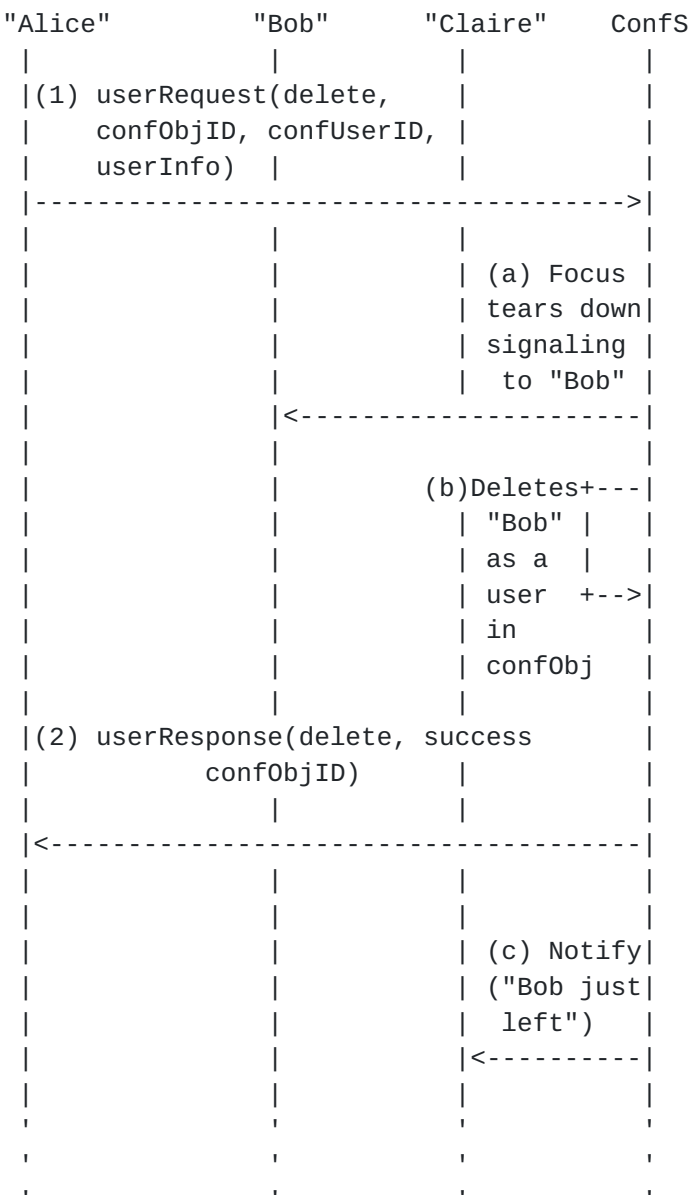 "Alice" "Bob" "Claire" ConfS
(1) userRequest(delete,
confObjID, confUserID,
userInfo)
(a) Focus
tears down
signaling
to "Bob"
(b)Deletes
"Bob"
as a
user
in
confObj
(2) userResponse(delete, success
confObjID)
(c) Notify
("Bob just
left")